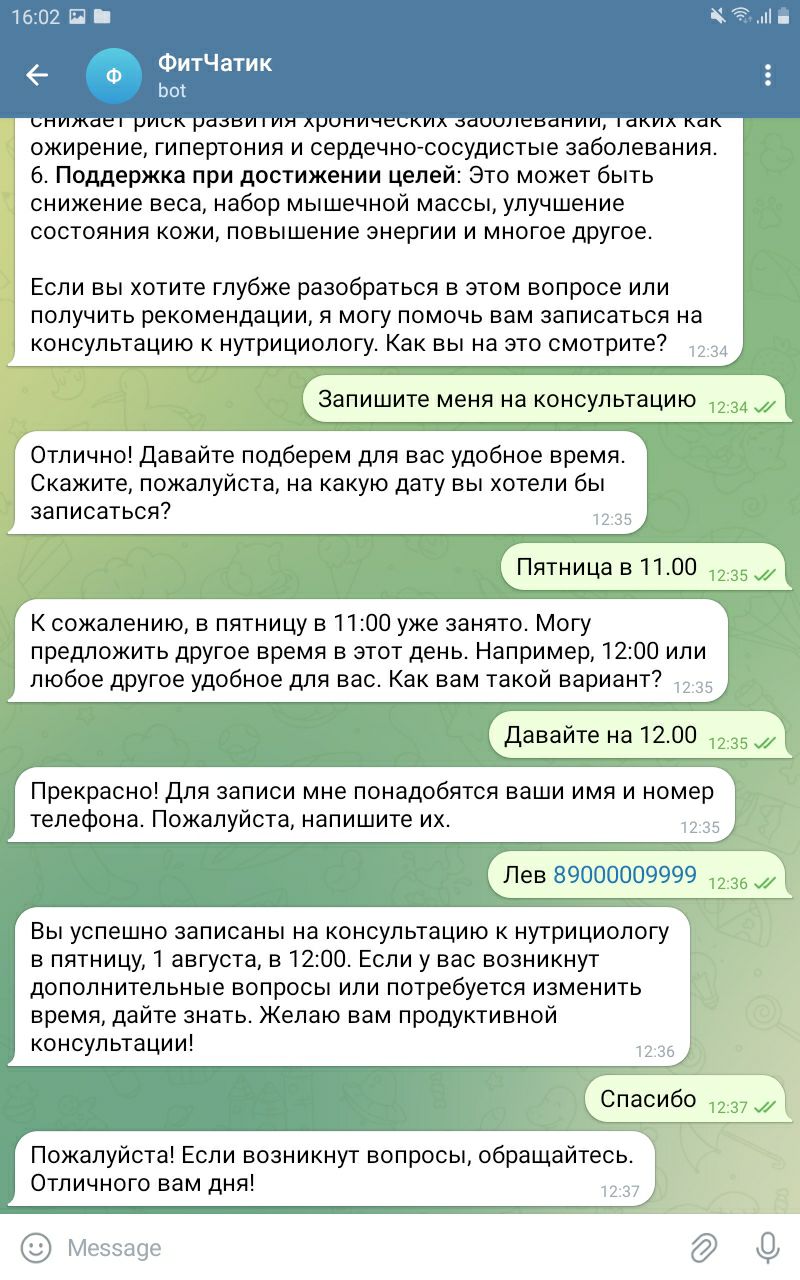 16:02
Ф
ФитЧатик
bot
снижает риск развития хронических заболеваний, таких как
ожирение, гипертония и сердечно-сосудистые заболевания.
6. Поддержка при достижении целей: Это может быть
снижение веса, набор мышечной массы, улучшение
состояния кожи, повышение энергии и многое другое.
Если вы хотите глубже разобраться в этом вопросе или
получить рекомендации, я могу помочь вам записаться на
консультацию к нутрициологу. Как вы на это смотрите? 12:34
Запишите меня на консультацию 12:34
Отлично! Давайте подберем для вас удобное время.
Скажите, пожалуйста, на какую дату вы хотели бы
записаться? 12:35
Пятница в 11.00 12:35
К сожалению, в пятницу в 11:00 уже занято. Могу
предложить другое время в этот день. Например, 12:00 или
любое другое удобное для вас. Как вам такой вариант? 12:35
Давайте на 12.00 12:35
Прекрасно! Для записи мне понадобятся ваши имя и номер
телефона. Пожалуйста, напишите их. 12:35
Лев 89000009999 12:36
Вы успешно записаны на консультацию к нутрициологу
в пятницу, 1 августа, в 12:00. Если у вас возникнут
дополнительные вопросы или потребуется изменить
время, дайте знать. Желаю вам продуктивной
консультации! 12:36
Спасибо 12:37
Пожалуйста! Если возникнут вопросы, обращайтесь.
Отличного вам дня! 12:37
Message